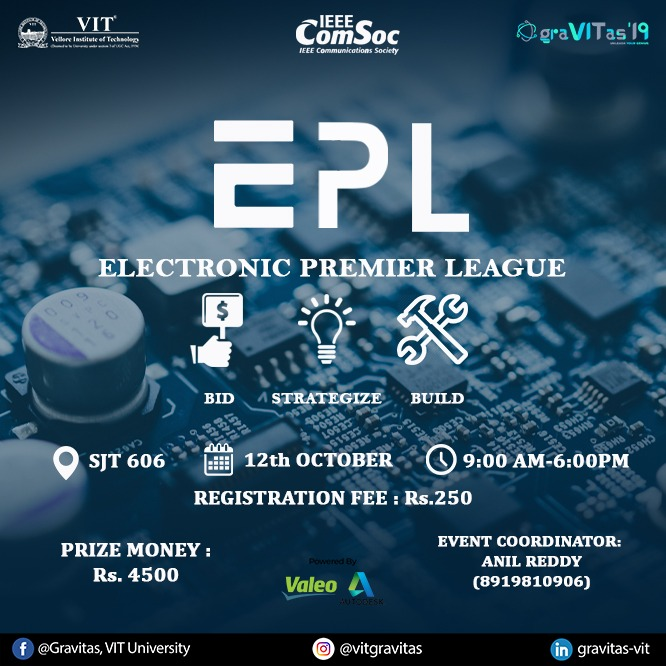 VIT®
Vellore Institute of Technology
(Deemed to be University under section 3 of UGC Act, 1956)
IEEE
ComSoc
IEEE Communications Society
graVITas'19
EPL
ELECTRONIC PREMIER LEAGUE
$
BID STRATEGIZE BUILD
SJT 606 12th OCTOBER 9:00 AM-6:00PM
REGISTRATION FEE : Rs.250
PRIZE MONEY :
Rs. 4500
EVENT COORDINATOR:
ANIL REDDY
(8919810906)
Powered By
Valeo AUTODESK
@Gravitas, VIT University @vitgravitas gravitas-vit